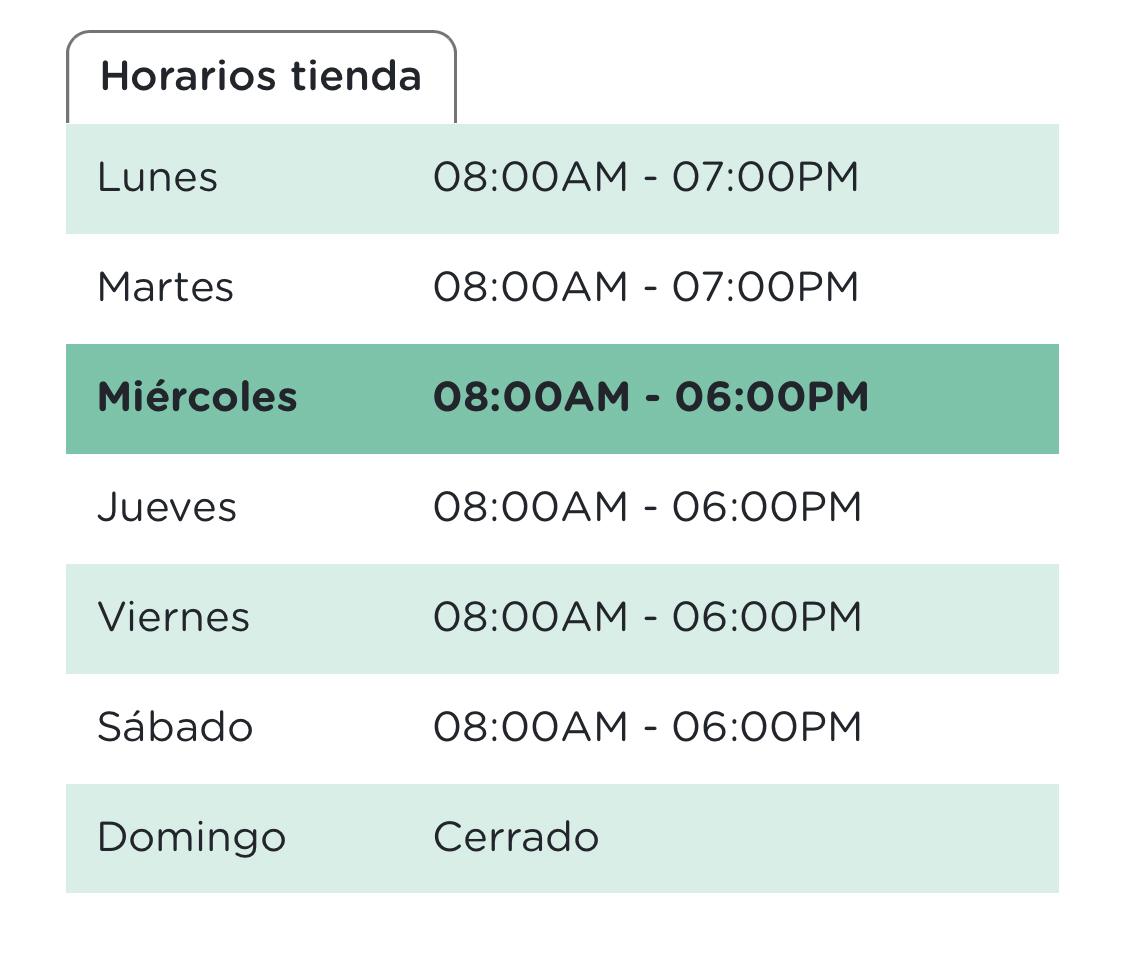 Horarios tienda
Lunes 08:00AM - 07:00PM
Martes 08:00AM - 07:00PM
Miércoles 08:00AM - 06:00PM
Jueves 08:00AM - 06:00PM
Viernes 08:00AM - 06:00PM
Sábado 08:00AM - 06:00PM
Domingo Cerrado